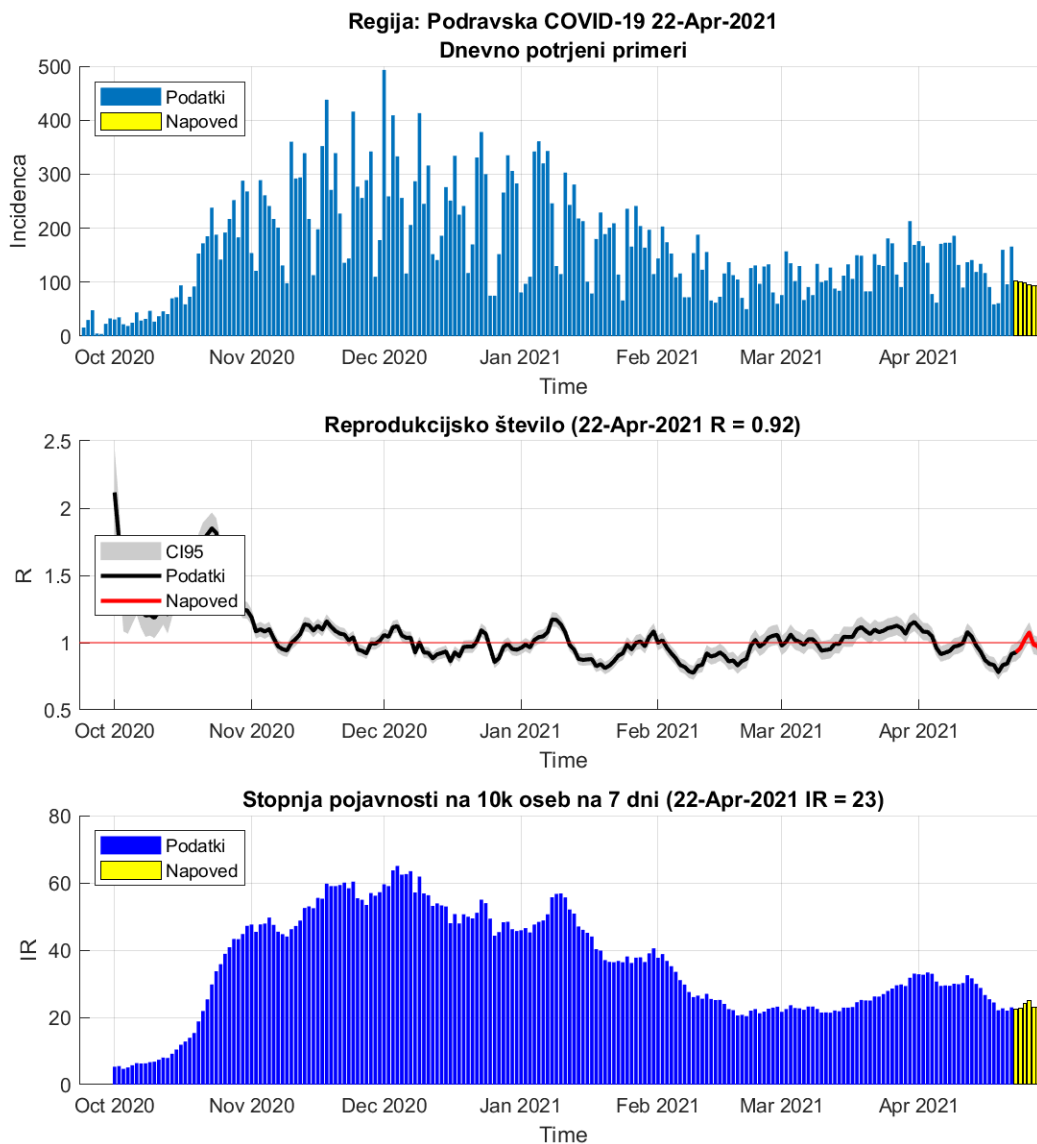 Regija: Podravska COVID-19 22-Apr-2021
Dnevno potrjeni primeri
500
400
300
200
100
0
Incidenca
Podatki
Napoved
Oct 2020 Nov 2020 Dec 2020 Jan 2021 Feb 2021 Mar 2021 Apr 2021
Time
Reprodukcijsko število (22-Apr-2021 R = 0.92)
2.5
2
1.5
1
0.5
R
CI95
Podatki
Napoved
Oct 2020 Nov 2020 Dec 2020 Jan 2021 Feb 2021 Mar 2021 Apr 2021
Time
Stopnja pojavnosti na 10k oseb na 7 dni (22-Apr-2021 IR = 23)
80
60
40
20
0
IR
Podatki
Napoved
Oct 2020 Nov 2020 Dec 2020 Jan 2021 Feb 2021 Mar 2021 Apr 2021
Time